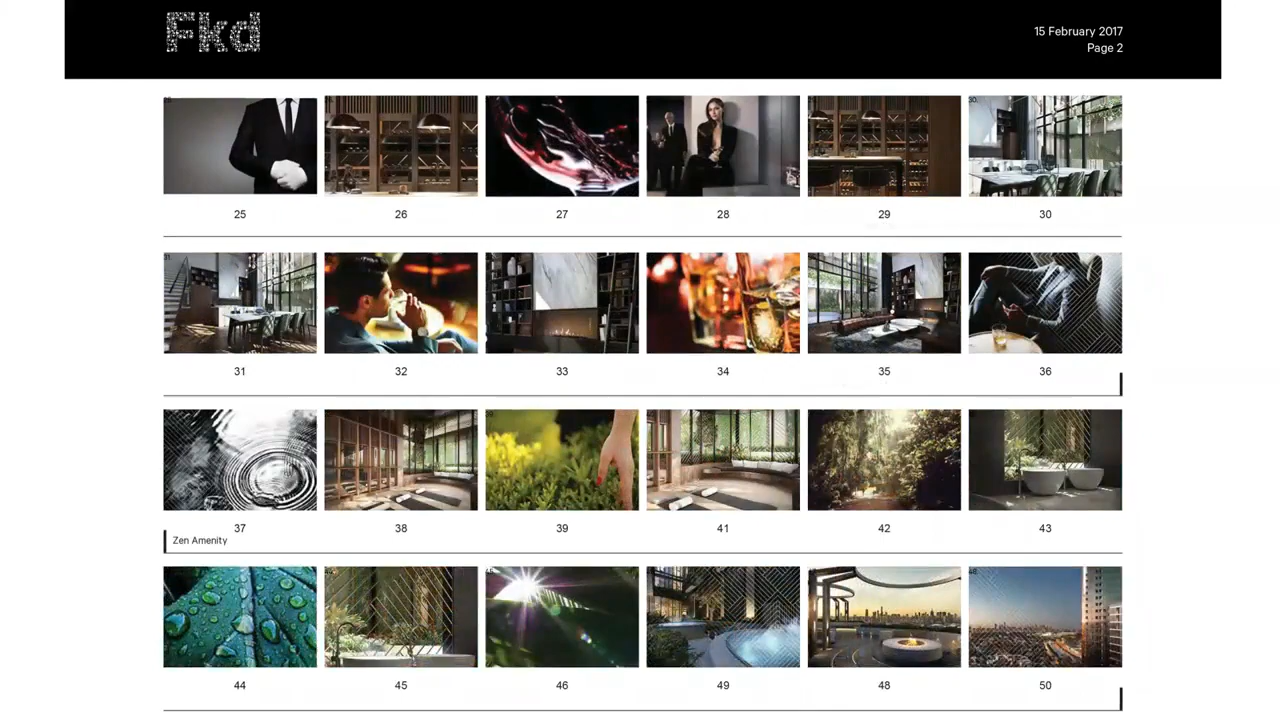 Fkd
15 February 2017
Page 2
25 26 27 28 29 30
31 32 33 34 35 36
37 38 39 41 42 43
Zen Amenity
44 45 46 49 48 50